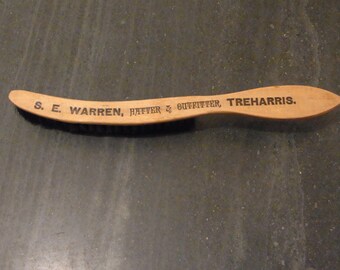 S. E. WARREN, HATTER & OUTFITTER, TREHARRIS.